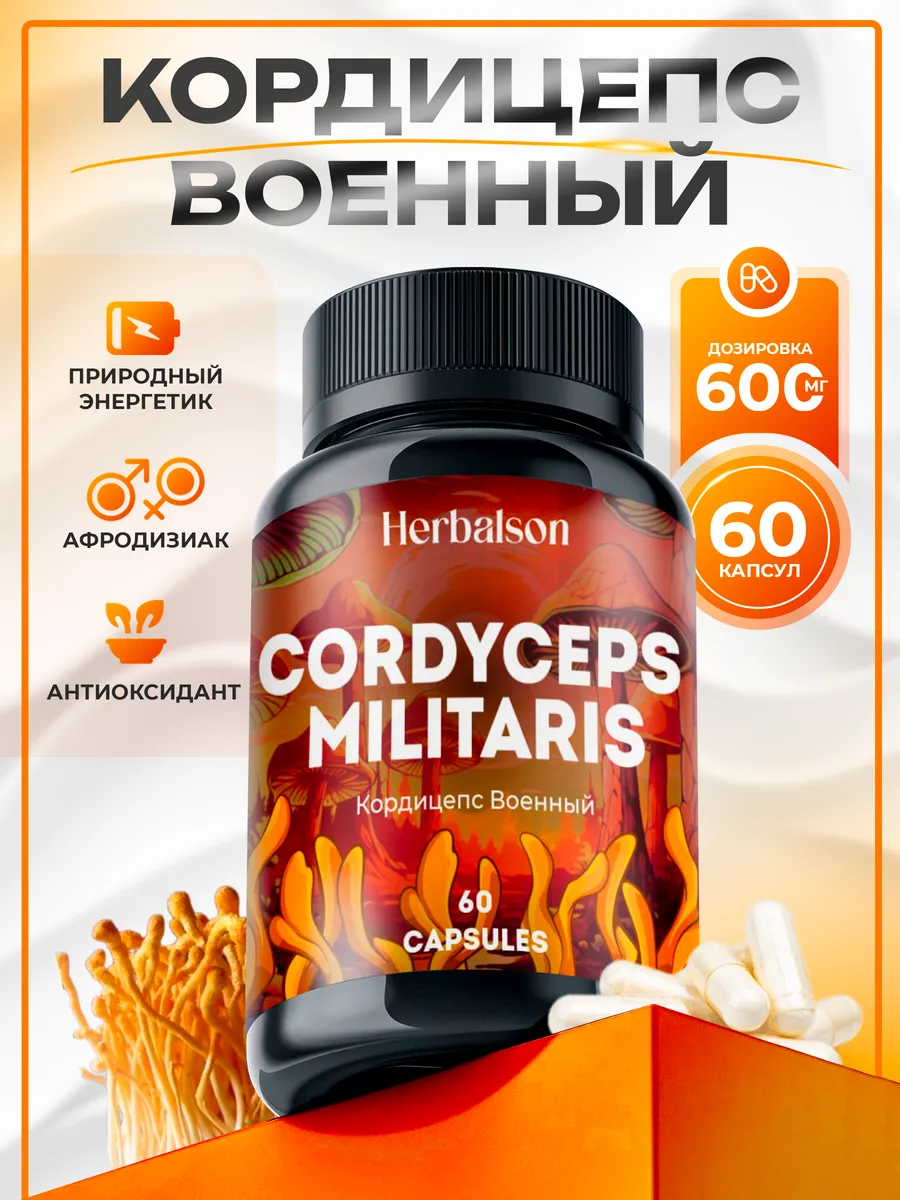 КОРДИЦЕПС
ВОЕННЫЙ
ПРИРОДНЫЙ
ЭНЕРГЕТИК
АФРОДИЗИАК
АНТИОКСИДАНТ
ДОЗИРОВКА
600 МГ
60
КАПСУЛ
Herbalson
CORDYCEPS
MILITARIS
Кордицепс Военный
60
CAPSULES